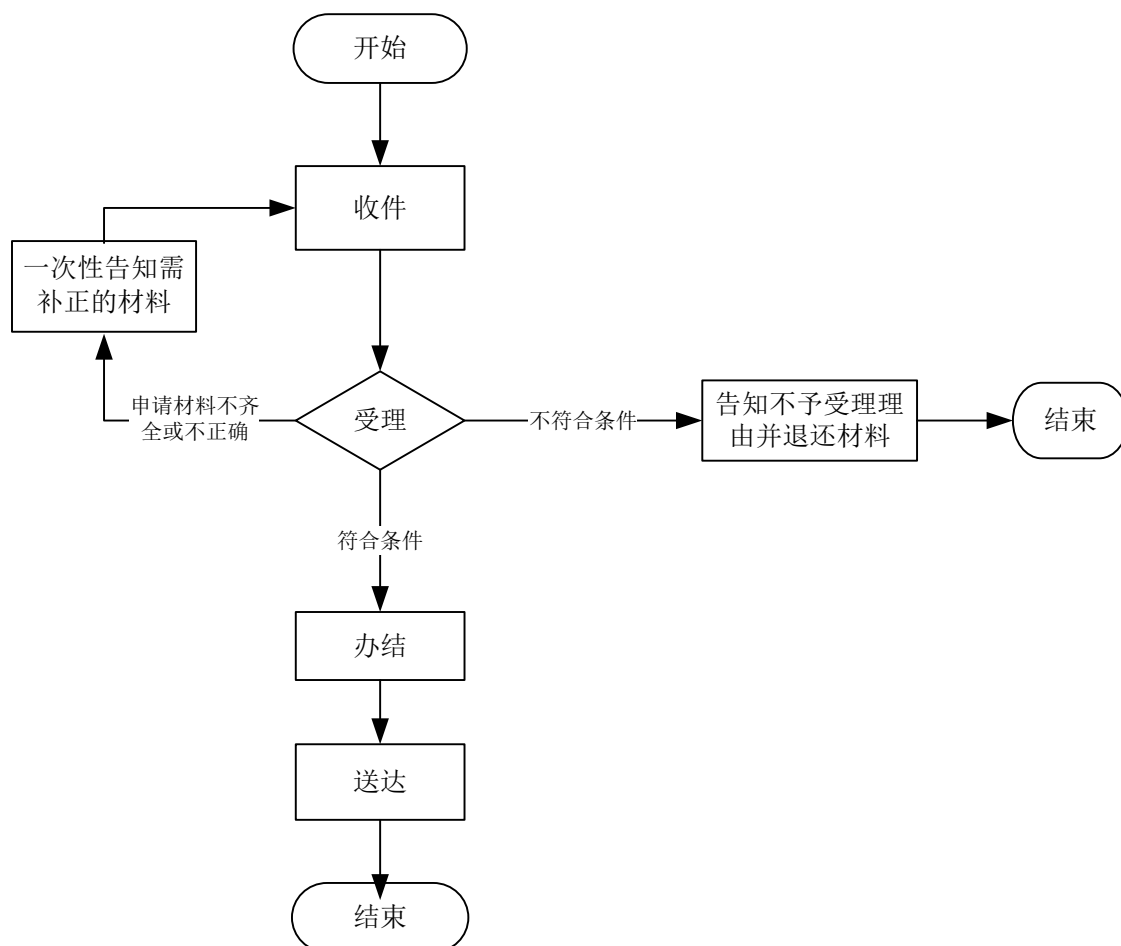 开始
收件
一次性告知需
补正的材料
申请材料不齐
全或不正确
受理
不符合条件
告知不予受理理
由并退还材料
结束
符合条件
办结
送达
结束